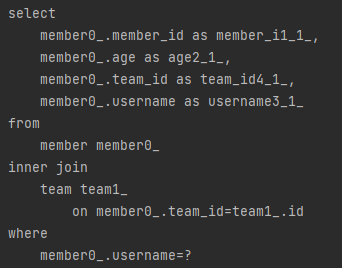 select
    member0_.member_id as member_i1_1_,
    member0_.age as age2_1_,
    member0_.team_id as team_id4_1_,
    member0_.username as username3_1_
from
    member member0_
inner join
    team team1_
        on member0_.team_id=team1_.id
where
    member0_.username=?